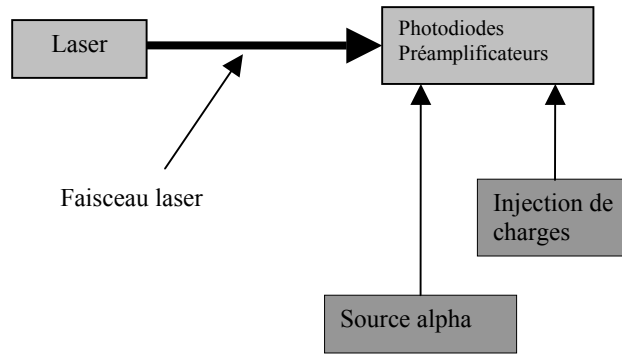 Laser
Photodiodes
Préamplificateurs
Faisceau laser
Injection de
charges
Source alpha